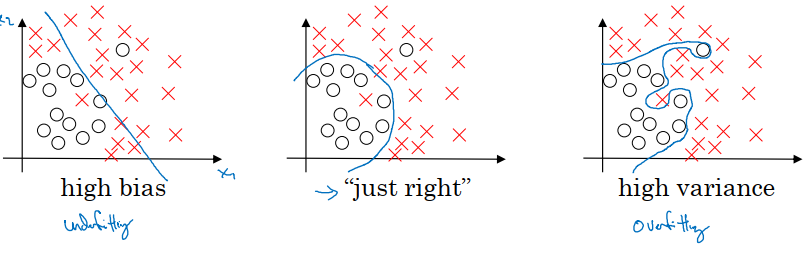 x2
high bias
x1
underfitting
→ "just right"
high variance
overfitting